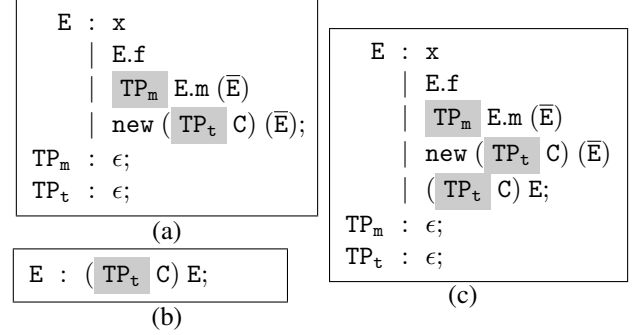 E : x
| E.f
| TPₘ E.m (E̅)
| new ( TPₜ C) (E̅);
TPₘ : ϵ;
TPₜ : ϵ;
(a)
E : ( TPₜ C) E;
(b)
E : x
| E.f
| TPₘ E.m (E̅)
| new ( TPₜ C) (E̅)
| ( TPₜ C) E;
TPₘ : ϵ;
TPₜ : ϵ;
(c)